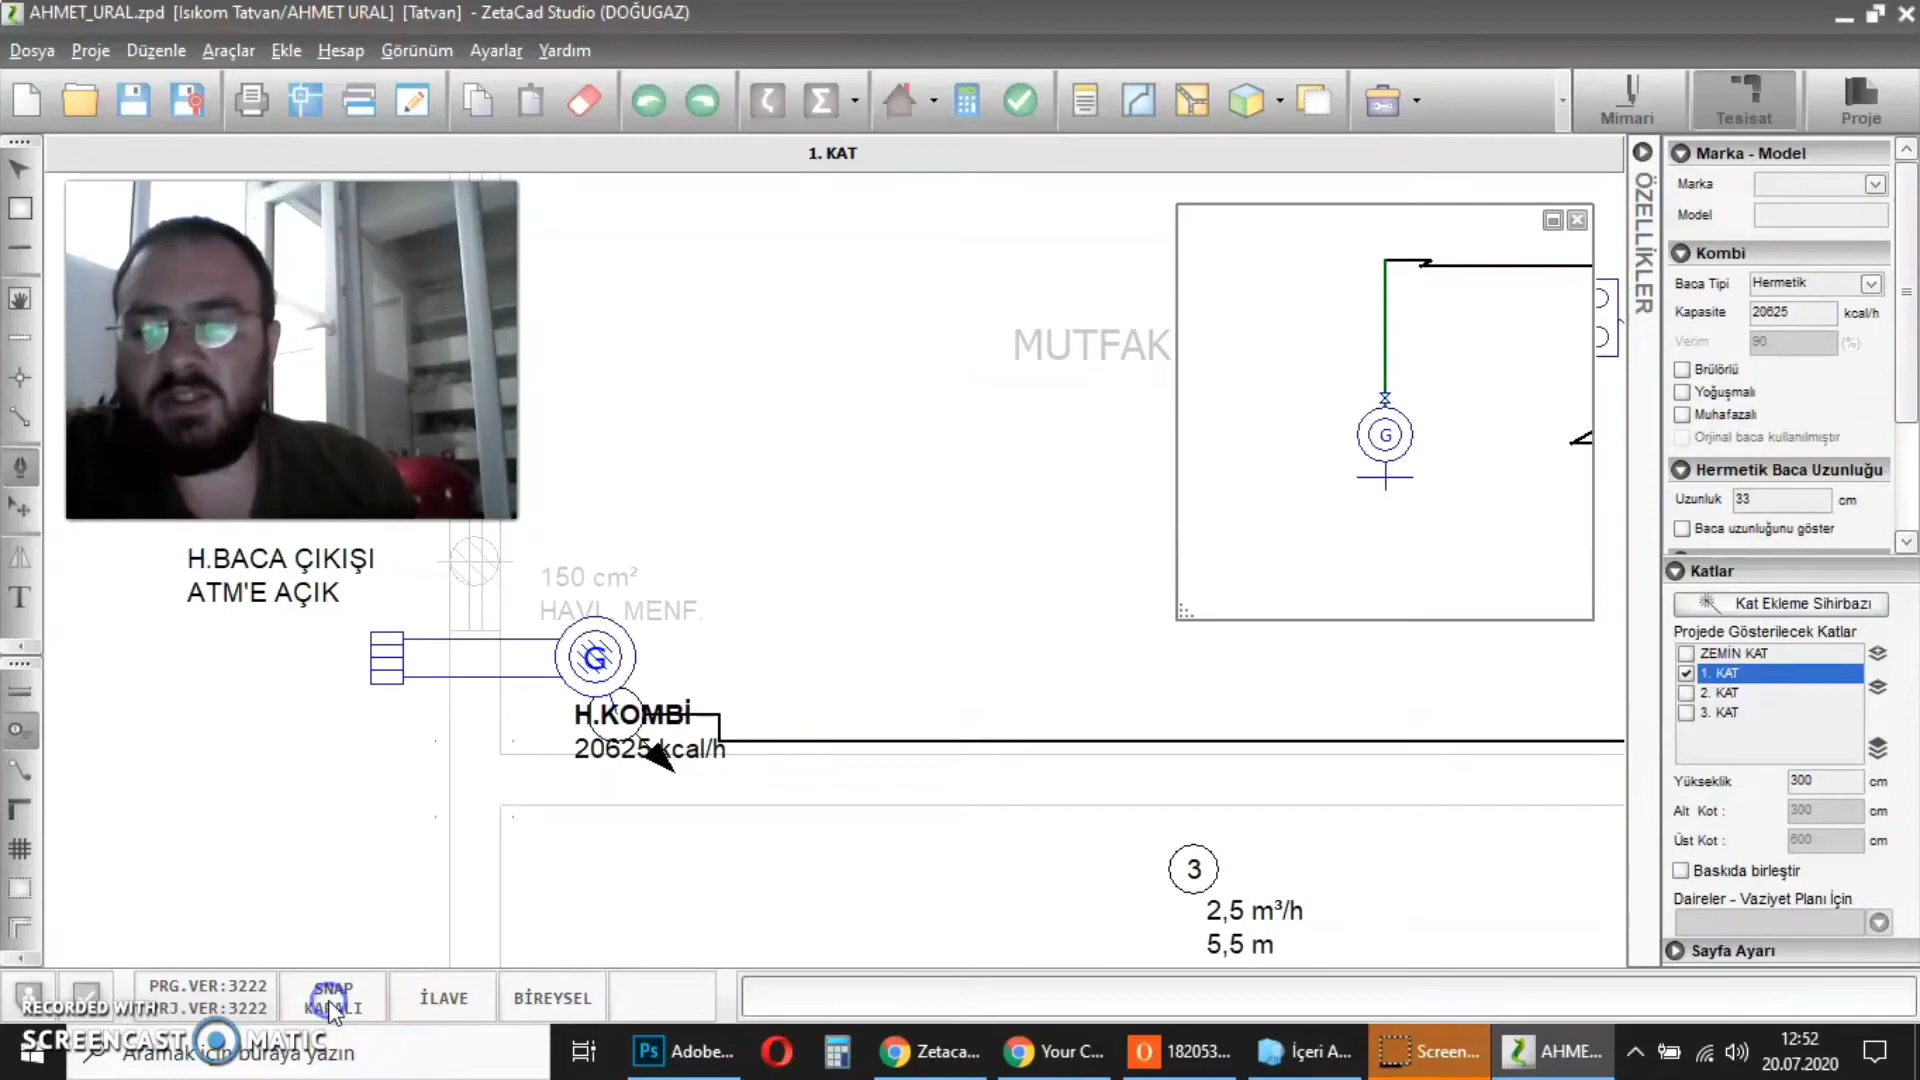 AHMET_URAL.zpd [Isıkom Tatvan/AHMET URAL] [Tatvan] - ZetaCad Studio (DOĞUGAZ)
Dosya Proje Düzenle Araçlar Ekle Hesap Görünüm Ayarlar Yardım
Mimari Tesisat Proje
1. KAT
ÖZELLİKLER
Marka - Model
Marka
Model
Kombi
Baca Tipi Hermetik
Kapasite 20625 kcal/h
Verim 90 (%)
Brülörlü
Yoğuşmalı
Muhafazalı
Orjinal baca kullanılmıştır
Hermetik Baca Uzunluğu
Uzunluk 33 cm
Baca uzunluğunu göster
Katlar
Kat Ekleme Sihirbazı
Projede Gösterilecek Katlar
ZEMİN KAT
1. KAT
2. KAT
3. KAT
Yükseklik 300 cm
Alt Kot : 300 cm
Üst Kot : 600 cm
Baskıda birleştir
Daireler - Vaziyet Planı İçin
Sayfa Ayarı
MUTFAK
G
H.BACA ÇIKIŞI
ATM'E AÇIK
150 cm²
HAVL. MENF.
G
H.KOMBİ
20625 kcal/h
3
2,5 m³/h
5,5 m
PRG.VER:3222
PRJ.VER:3222
SNAP
KAPALI
İLAVE
BİREYSEL
RECORDED WITH
SCREENCAST MATIC
Aramak için buraya yazın
Adobe... Zetaca... Your C... 182053... İçeri A... Screen... AHME...
12:52
20.07.2020